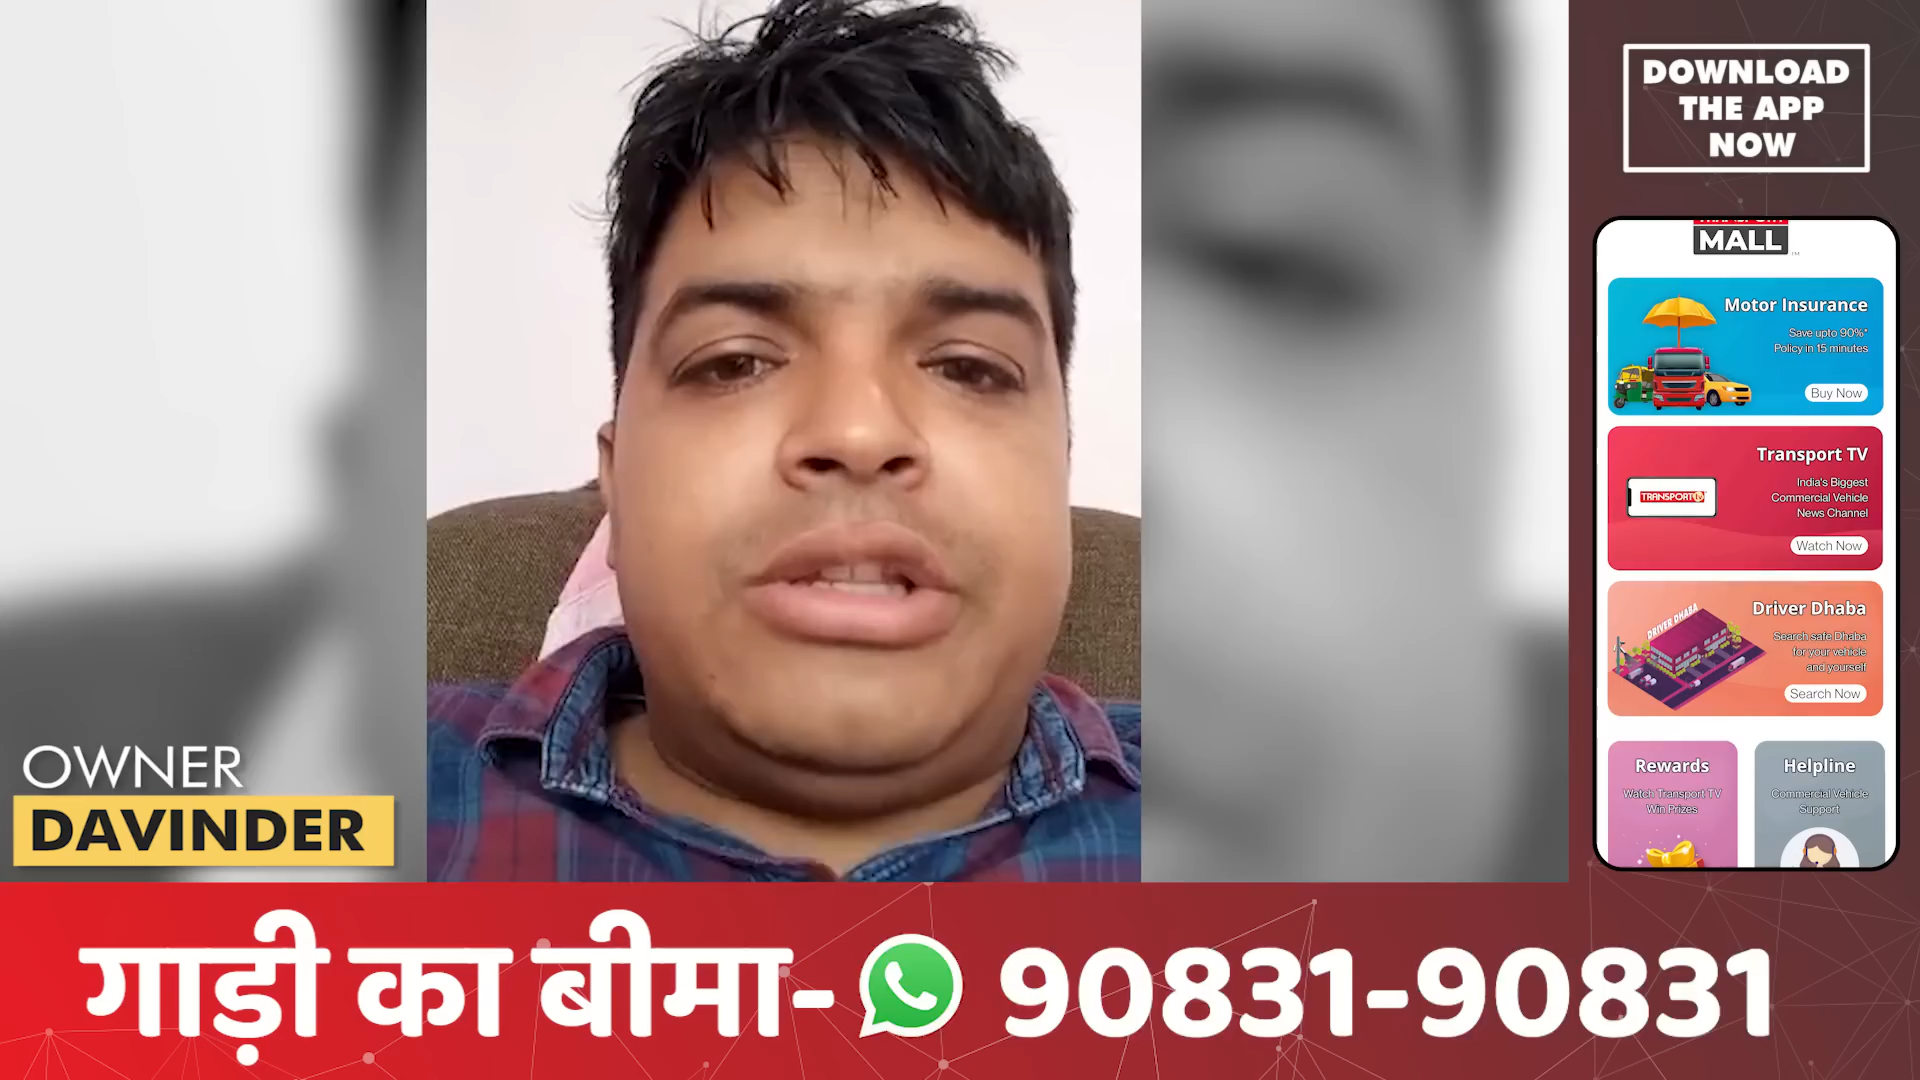 DOWNLOAD
THE APP
NOW
MALL
Motor Insurance
Save upto 90%*
Policy in 15 minutes
Buy Now
Transport TV
India's Biggest
Commercial Vehicle
News Channel
TRANSPORT
Watch Now
DRIVER DHABA
Driver Dhaba
Search safe Dhaba
for your vehicle
and yourself
Search Now
Rewards
Watch Transport TV
Win Prizes
Helpline
Commercial Vehicle
Support
OWNER
DAVINDER
गाड़ी का बीमा- 90831-90831